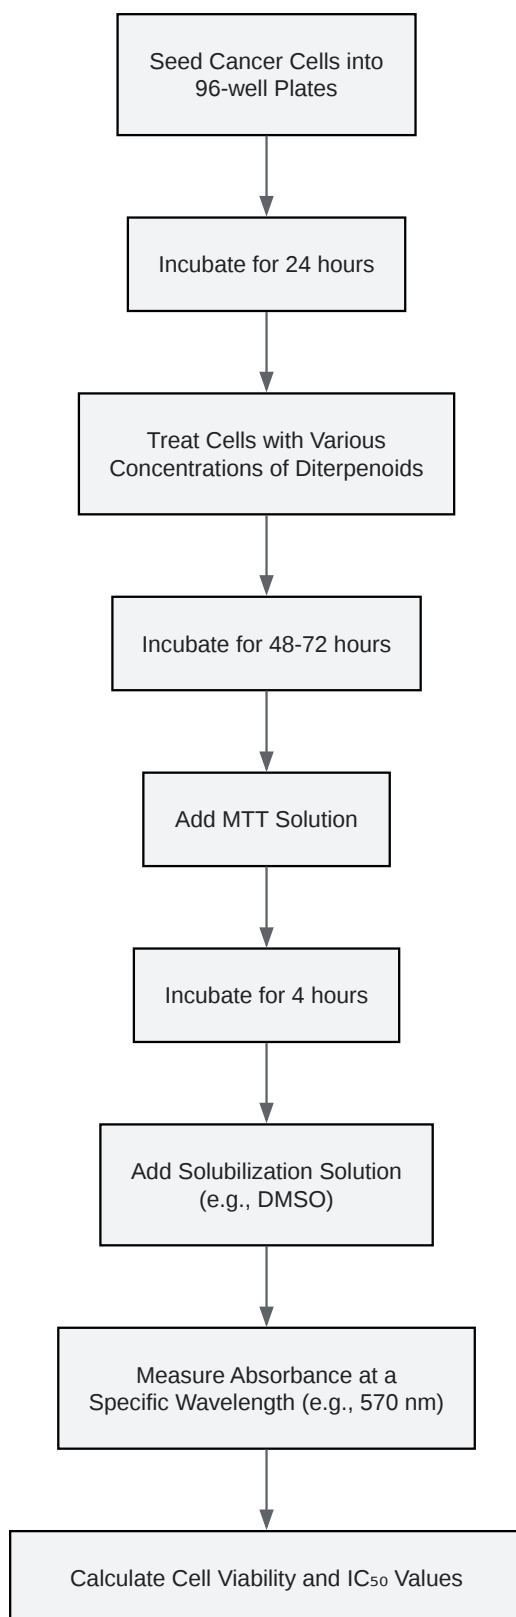 Seed Cancer Cells into
96-well Plates
Incubate for 24 hours
Treat Cells with Various
Concentrations of Diterpenoids
Incubate for 48-72 hours
Add MTT Solution
Incubate for 4 hours
Add Solubilization Solution
(e.g., DMSO)
Measure Absorbance at a
Specific Wavelength (e.g., 570 nm)
Calculate Cell Viability and IC₅₀ Values